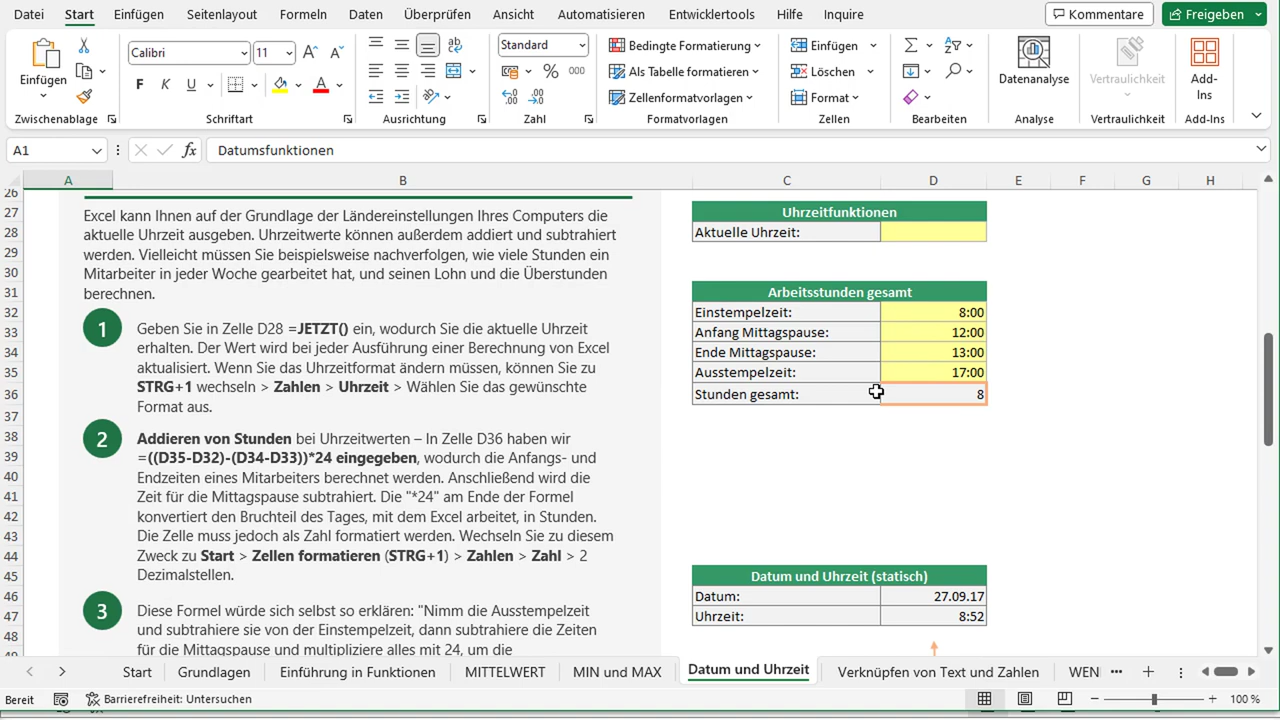 Datei Start Einfügen Seitenlayout Formeln Daten Überprüfen Ansicht Automatisieren Entwicklertools Hilfe Inquire Kommentare Freigeben
Einfügen
Zwischenablage
Calibri 11
F K U
Schriftart
ab
Ausrichtung
Standard
% 000
Zahl
Bedingte Formatierung
Als Tabelle formatieren
Zellenformatvorlagen
Formatvorlagen
Einfügen
Löschen
Format
Zellen
Bearbeiten
Datenanalyse
Analyse
Vertraulichkeit
Vertraulichkeit
Add-
Ins
Add-Ins
A1 fx Datumsfunktionen
A B C D E F G H
26
27
28
29
30
31
32
33
34
35
36
38
39
40
41
42
43
44
45
46
47
48
Excel kann Ihnen auf der Grundlage der Ländereinstellungen Ihres Computers die
aktuelle Uhrzeit ausgeben. Uhrzeitwerte können außerdem addiert und subtrahiert
werden. Vielleicht müssen Sie beispielsweise nachverfolgen, wie viele Stunden ein
Mitarbeiter in jeder Woche gearbeitet hat, und seinen Lohn und die Überstunden
berechnen.
1 Geben Sie in Zelle D28 =JETZT() ein, wodurch Sie die aktuelle Uhrzeit
erhalten. Der Wert wird bei jeder Ausführung einer Berechnung von Excel
aktualisiert. Wenn Sie das Uhrzeitformat ändern müssen, können Sie zu
STRG+1 wechseln > Zahlen > Uhrzeit > Wählen Sie das gewünschte
Format aus.
2 Addieren von Stunden bei Uhrzeitwerten – In Zelle D36 haben wir
=((D35-D32)-(D34-D33))*24 eingegeben, wodurch die Anfangs- und
Endzeiten eines Mitarbeiters berechnet werden. Anschließend wird die
Zeit für die Mittagspause subtrahiert. Die "*24" am Ende der Formel
konvertiert den Bruchteil des Tages, mit dem Excel arbeitet, in Stunden.
Die Zelle muss jedoch als Zahl formatiert werden. Wechseln Sie zu diesem
Zweck zu Start > Zellen formatieren (STRG+1) > Zahlen > Zahl > 2
Dezimalstellen.
3 Diese Formel würde sich selbst so erklären: "Nimm die Ausstempelzeit
und subtrahiere sie von der Einstempelzeit, dann subtrahiere die Zeiten
für die Mittagspause und multipliziere alles mit 24, um die
Uhrzeitfunktionen
Aktuelle Uhrzeit:
Arbeitsstunden gesamt
Einstempelzeit: 8:00
Anfang Mittagspause: 12:00
Ende Mittagspause: 13:00
Ausstempelzeit: 17:00
Stunden gesamt: 8
Datum und Uhrzeit (statisch)
Datum: 27.09.17
Uhrzeit: 8:52
Start Grundlagen Einführung in Funktionen MITTELWERT MIN und MAX Datum und Uhrzeit Verknüpfen von Text und Zahlen WEN
Bereit Barrierefreiheit: Untersuchen 100 %